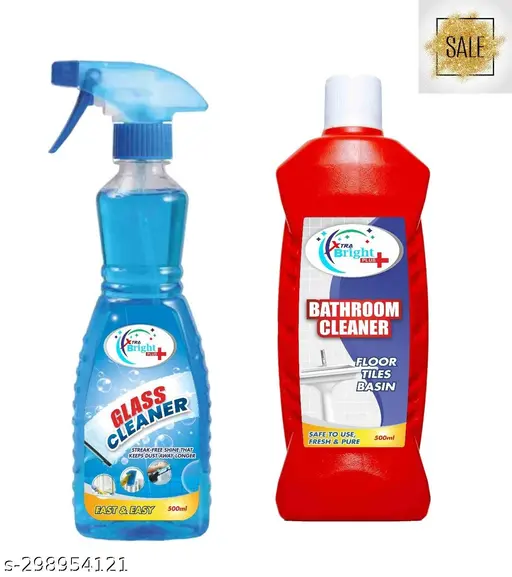 SALE
XTRA
Bright
PLUS
GLASS
CLEANER
STREAK-FREE SHINE THAT
KEEPS DUST AWAY LONGER
FAST & EASY
500ml
XTRA
Bright
PLUS
BATHROOM
CLEANER
FLOOR
TILES
BASIN
SAFE TO USE,
FRESH & PURE
500ml
s-298954121